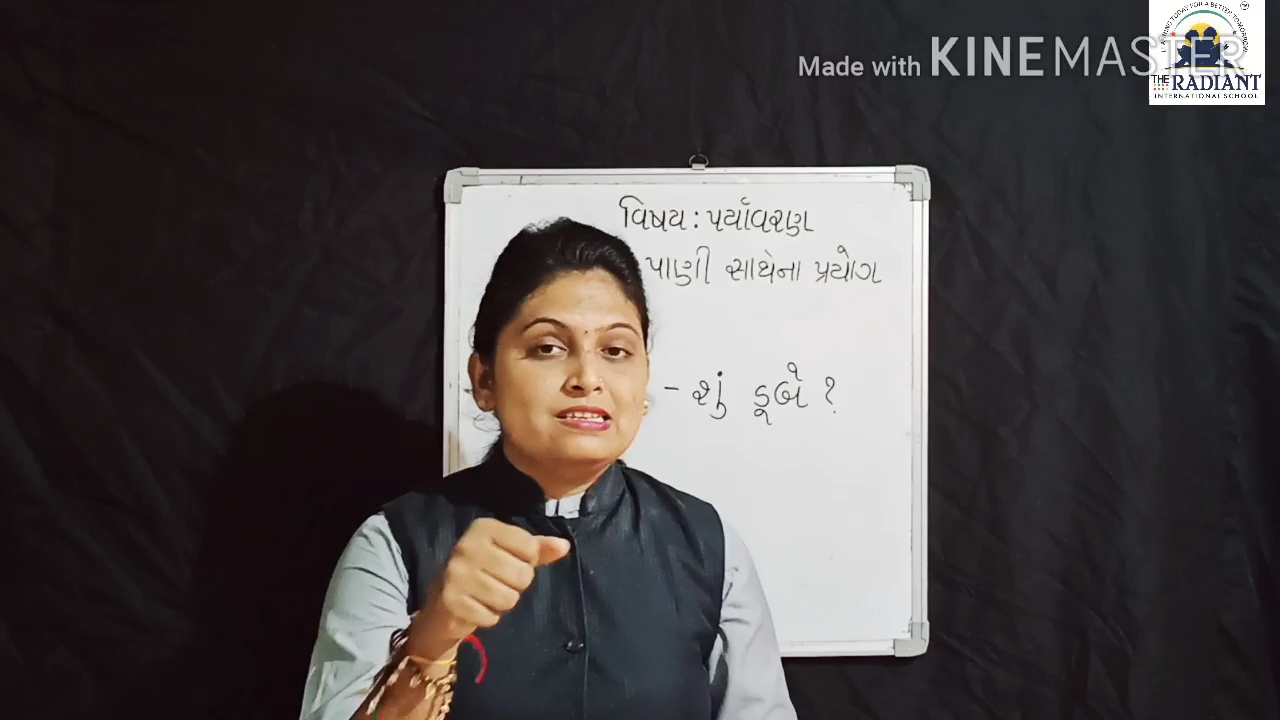 Made with KINEMASTER
THE RADIANT
INTERNATIONAL SCHOOL
વિષય : પર્યાવરણ
પાણી સાથેના પ્રયોગ
- શું ડૂબે ?